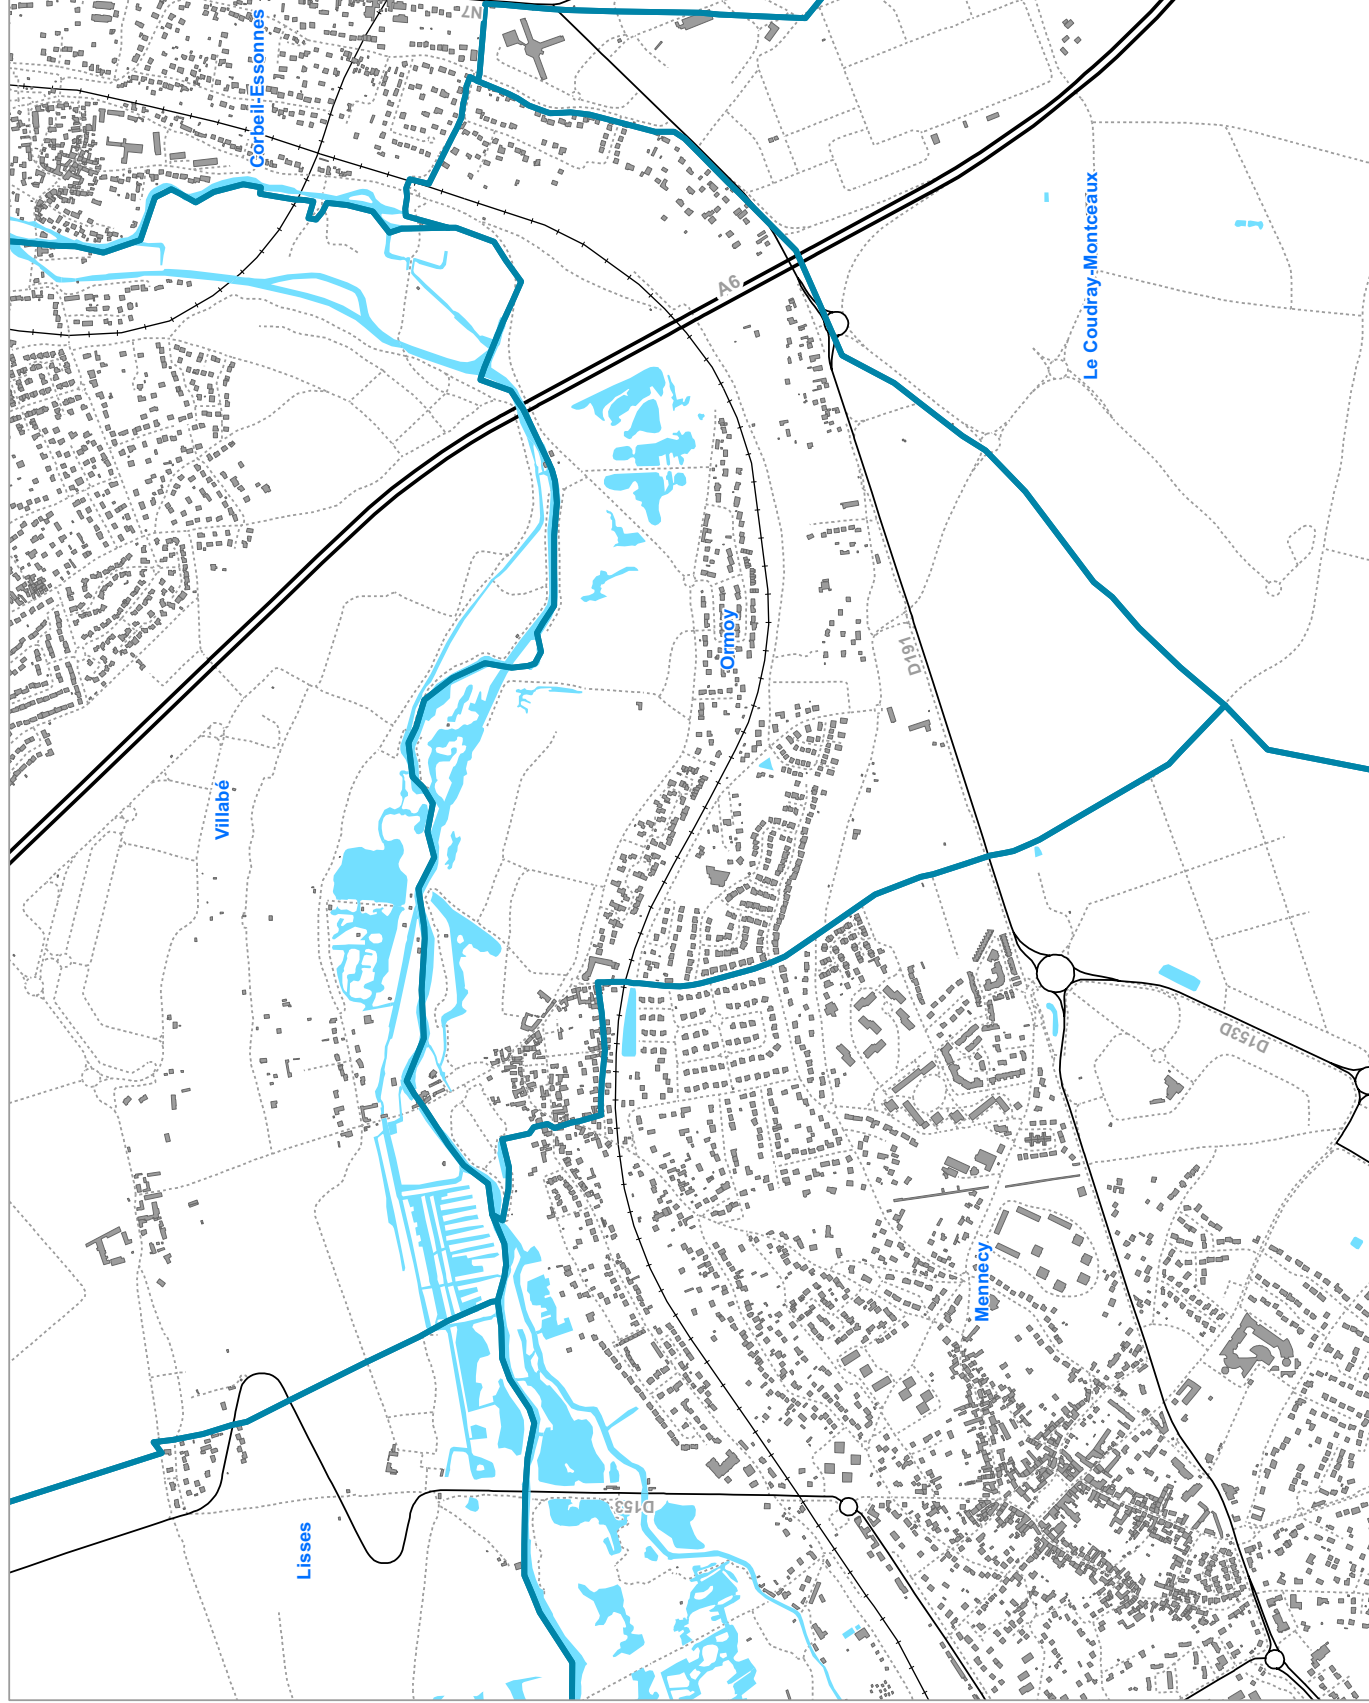 N7
Corbeil-Essonnes
Le Coudray-Montceaux
A6
Ormoy
D191
Villabé
D153D
Mennecy
D153
Lisses